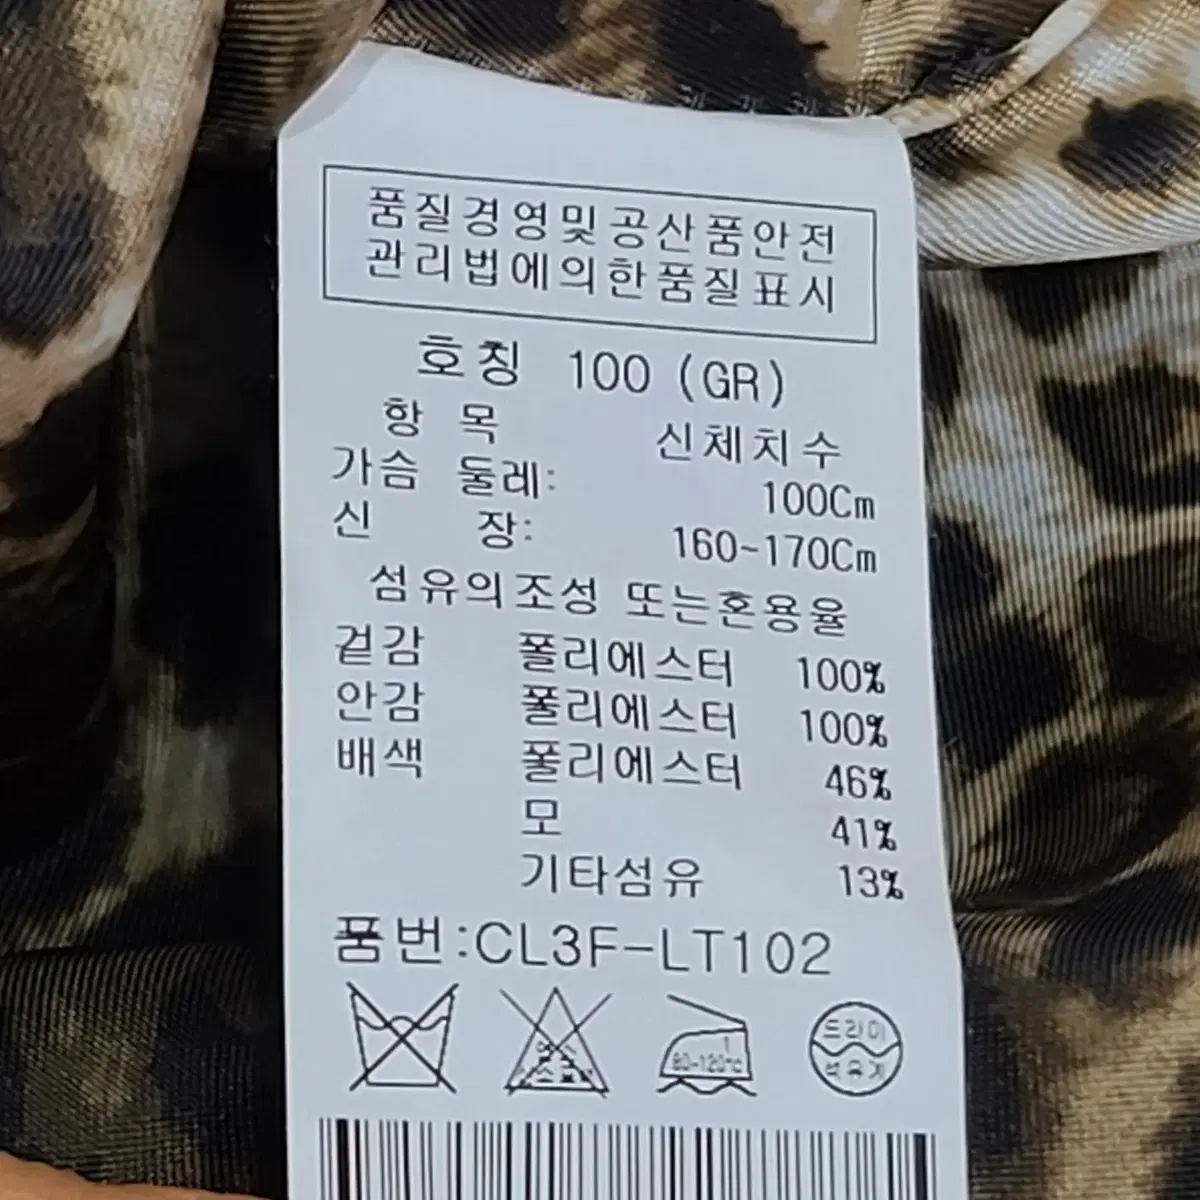 품질경영및공산품안전
관리법에의한품질표시
호칭 100 (GR)
항 목 신체치수
가슴 둘레: 100Cm
신 장: 160~170Cm
섬유의조성 또는혼용율
겉감 폴리에스터 100%
안감 폴리에스터 100%
배색 폴리에스터 46%
모 41%
기타섬유 13%
품번:CL3F-LT102
80-120℃
드라이
석유계